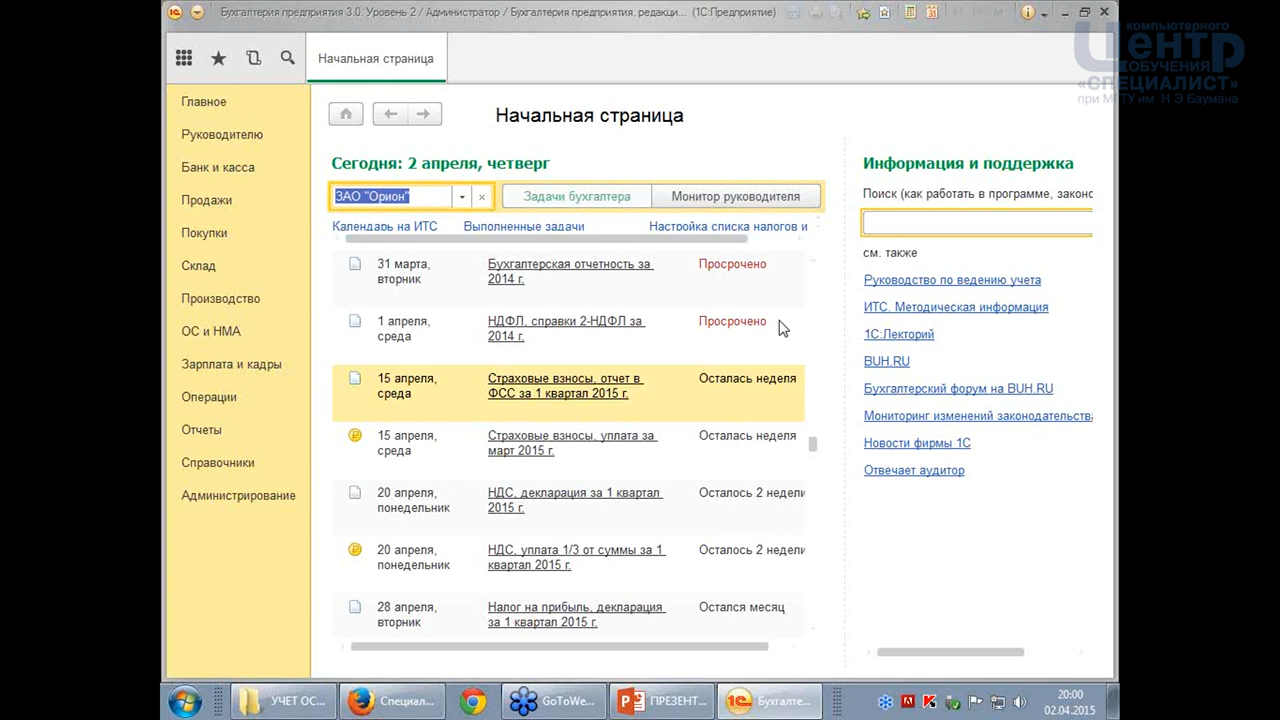 Бухгалтерия предприятия 3.0. Уровень 2 / Администратор / Бухгалтерия предприятия, редакци... (1С:Предприятие)
компьютерного
Центр
ОБУЧЕНИЯ
«СПЕЦИАЛИСТ»
при МГТУ им Н Э Баумана
Начальная страница
Главное
Руководителю
Банк и касса
Продажи
Покупки
Склад
Производство
ОС и НМА
Зарплата и кадры
Операции
Отчеты
Справочники
Администрирование
Начальная страница
Сегодня: 2 апреля, четверг
ЗАО "Орион"
Задачи бухгалтера
Монитор руководителя
Календарь на ИТС Выполненные задачи Настройка списка налогов и
31 марта, Бухгалтерская отчетность за Просрочено
вторник 2014 г.
1 апреля, НДФЛ, справки 2-НДФЛ за Просрочено
среда 2014 г.
15 апреля, Страховые взносы, отчет в Осталась неделя
среда ФСС за 1 квартал 2015 г.
15 апреля, Страховые взносы, уплата за Осталась неделя
среда март 2015 г.
20 апреля, НДС, декларация за 1 квартал Осталось 2 недели
понедельник 2015 г.
20 апреля, НДС, уплата 1/3 от суммы за 1 Осталось 2 недели
понедельник квартал 2015 г.
28 апреля, Налог на прибыль, декларация Остался месяц
вторник за 1 квартал 2015 г.
Информация и поддержка
Поиск (как работать в программе, законо
см. также
Руководство по ведению учета
ИТС. Методическая информация
1С:Лекторий
BUH.RU
Бухгалтерский форум на BUH.RU
Мониторинг изменений законодательства
Новости фирмы 1С
Отвечает аудитор
УЧЕТ ОС...
Специал...
GoToWe...
ПРЕЗЕНТ...
Бухгалте...
20:00
02.04.2015